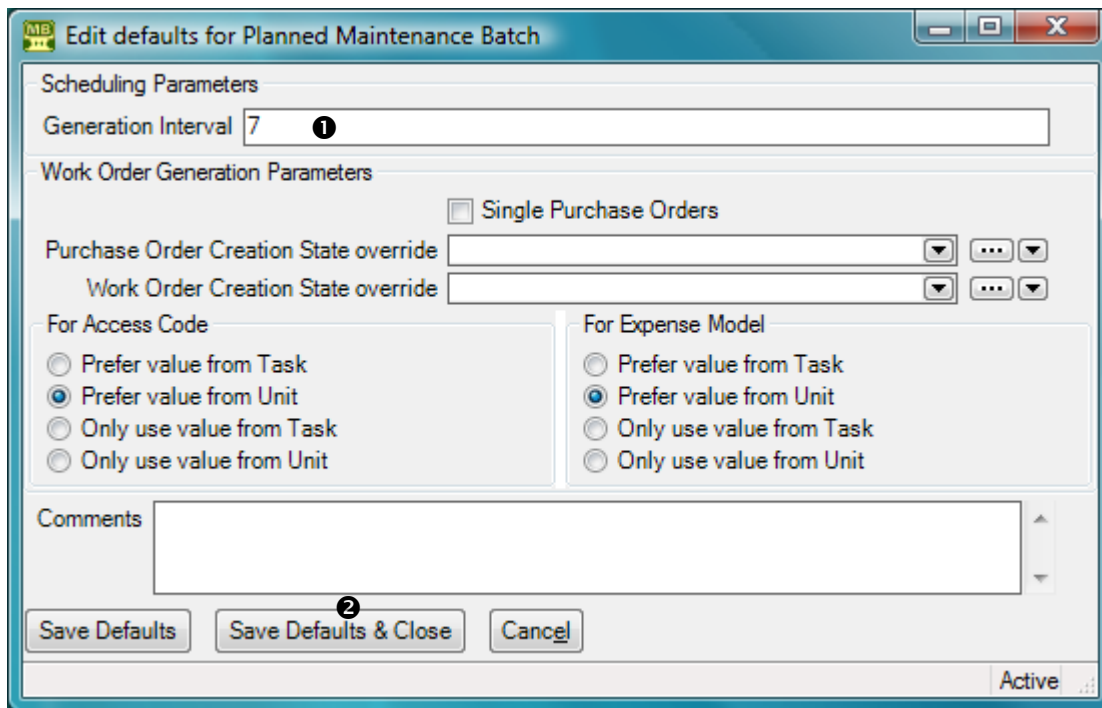 MB
Edit defaults for Planned Maintenance Batch
Scheduling Parameters
Generation Interval 7 ❶
Work Order Generation Parameters
Single Purchase Orders
Purchase Order Creation State override
Work Order Creation State override
For Access Code
Prefer value from Task
Prefer value from Unit
Only use value from Task
Only use value from Unit
For Expense Model
Prefer value from Task
Prefer value from Unit
Only use value from Task
Only use value from Unit
Comments
❷
Save Defaults Save Defaults & Close Cancel
Active